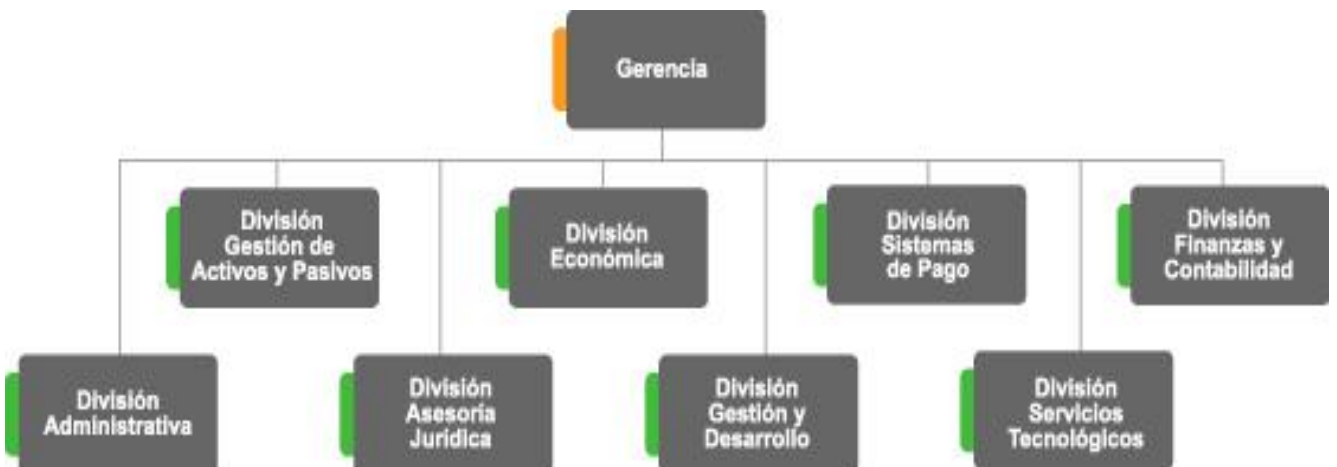 Gerencia
División
Gestión de
Activos y Pasivos
División
Económica
División
Sistemas
de Pago
División
Finanzas y
Contabilidad
División
Administrativa
División
Asesoría
Jurídica
División
Gestión y
Desarrollo
División
Servicios
Tecnológicos